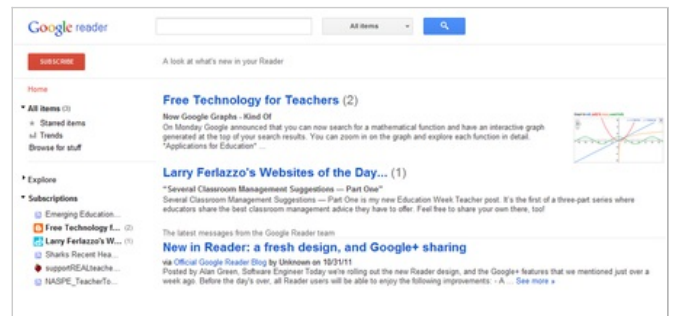 Google reader
All items
SUBSCRIBE
A look at what's new in your Reader
Home
All items (3)
Starred items
Trends
Browse for stuff
Explore
Subscriptions
Emerging Education...
Free Technology f... (2)
Larry Ferlazzo's W... (1)
Sharks Recent Hea...
supportREALteache...
NASPE_TeacherTo...
Free Technology for Teachers (2)
Now Google Graphs - Kind Of
On Monday Google announced that you can now search for a mathematical function and have an interactive graph
generated at the top of your search results. You can zoom in on the graph and explore each function in detail.
"Applications for Education" ...
Larry Ferlazzo's Websites of the Day... (1)
"Several Classroom Management Suggestions — Part One"
Several Classroom Management Suggestions — Part One is my new Education Week Teacher post. It's the first of a three-part series where
educators share the best classroom management advice they have to offer. Feel free to share your own there, too!
The latest messages from the Google Reader team
New in Reader: a fresh design, and Google+ sharing
via Official Google Reader Blog by Unknown on 10/31/11
Posted by Alan Green, Software Engineer Today we're rolling out the new Reader design, and the Google+ features that we mentioned just over a
week ago. Before the day's over, all Reader users will be able to enjoy the following improvements: - A ... See more »